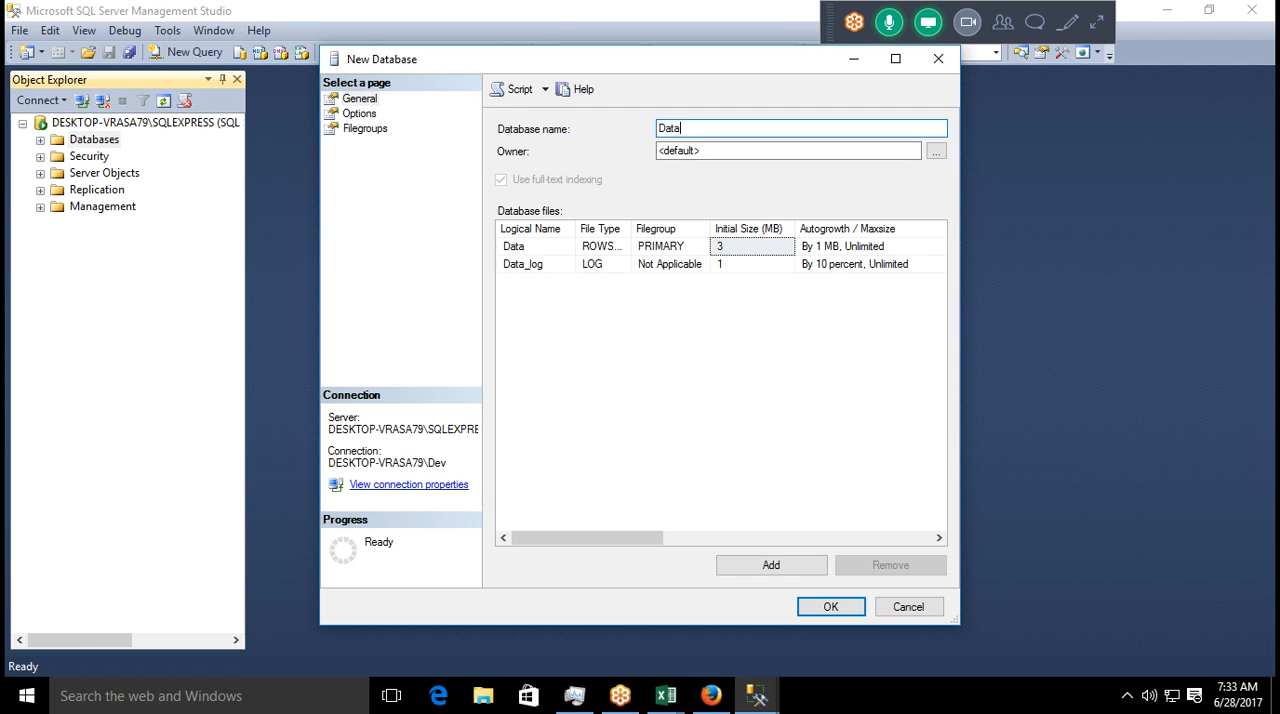 Microsoft SQL Server Management Studio
File Edit View Debug Tools Window Help
New Query
Object Explorer
Connect
DESKTOP-VRASA79\SQLEXPRESS (SQL
Databases
Security
Server Objects
Replication
Management
New Database
Select a page
General
Options
Filegroups
Script Help
Database name: Data
Owner: <default> ...
Use full-text indexing
Database files:
Logical Name File Type Filegroup Initial Size (MB) Autogrowth / Maxsize
Data ROWS... PRIMARY 3 By 1 MB, Unlimited
Data_log LOG Not Applicable 1 By 10 percent, Unlimited
Connection
Server:
DESKTOP-VRASA79\SQLEXPRE
Connection:
DESKTOP-VRASA79\Dev
View connection properties
Progress
Ready
Add Remove
OK Cancel
Ready
Search the web and Windows
7:33 AM
6/28/2017